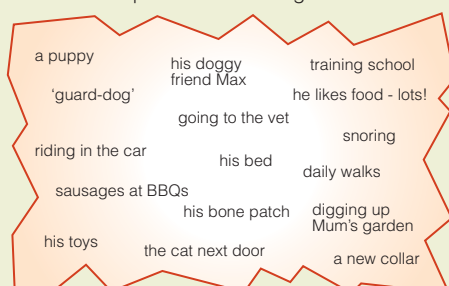 a puppy
his doggy
friend Max
training school
‘guard-dog’
he likes food - lots!
going to the vet
snoring
riding in the car
his bed
daily walks
sausages at BBQs
his bone patch
digging up
Mum’s garden
his toys
the cat next door
a new collar